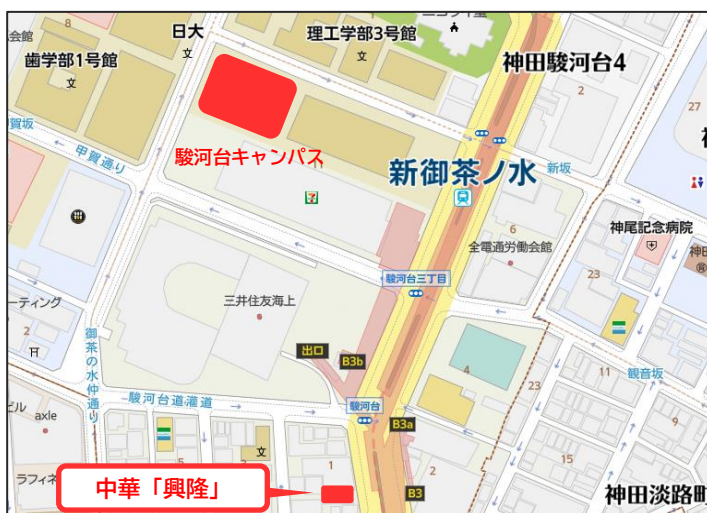 日大
理工学部3号館
歯学部1号館
文
文
文
神田駿河台4
2
27
賀坂
甲賀通り
駿河台キャンパス
新御茶ノ水
新坂
6
全電通労働会館
神尾記念病院
23
駿河台三丁目
三井住友海上
ーティング
2
御茶の水仲通り
出口
B3b
4
23
11
観音坂
駿河台道灌道
駿河台
B3a
9
ビル
axle
文
5
1
2
15
ラフィネ
中華「興隆」
B3
神田淡路町